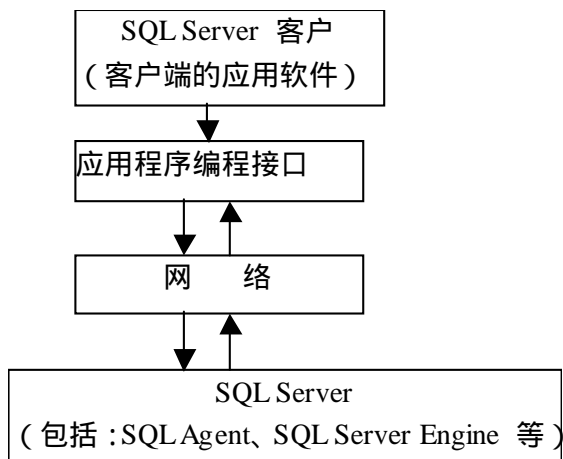 SQL Server 客户
（客户端的应用软件）
应用程序编程接口
网 络
SQL Server
（包括：SQL Agent、SQL Server Engine 等）